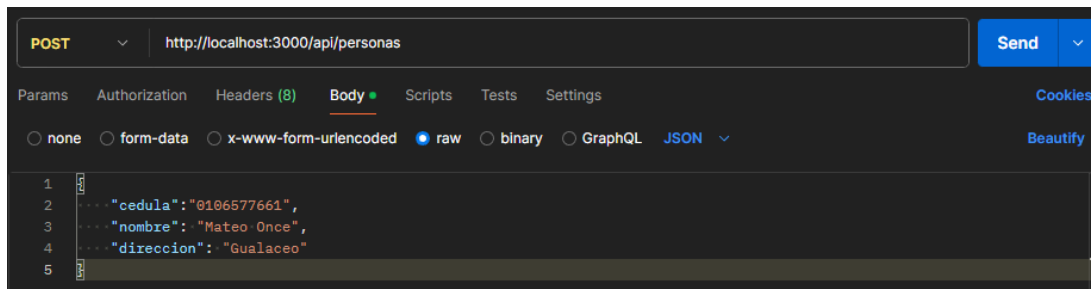 POST http://localhost:3000/api/personas Send
Params Authorization Headers (8) Body Scripts Tests Settings Cookies
none form-data x-www-form-urlencoded raw binary GraphQL JSON Beautify
1 {
2 "cedula":"0106577661",
3 "nombre": "Mateo Once",
4 "direccion": "Gualaceo"
5 }